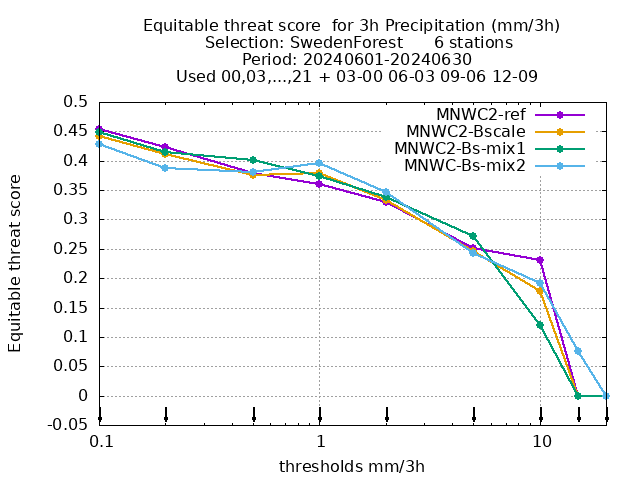 Equitable threat score  for 3h Precipitation (mm/3h)
Selection: SwedenForest      6 stations
Period: 20240601-20240630
Used 00,03,...,21 + 03-00 06-03 09-06 12-09
Equitable threat score
0.5
0.45
0.4
0.35
0.3
0.25
0.2
0.15
0.1
0.05
0
-0.05
MNWC2-ref
MNWC2-Bscale
MNWC2-Bs-mix1
MNWC-Bs-mix2
0.1
1
10
thresholds mm/3h